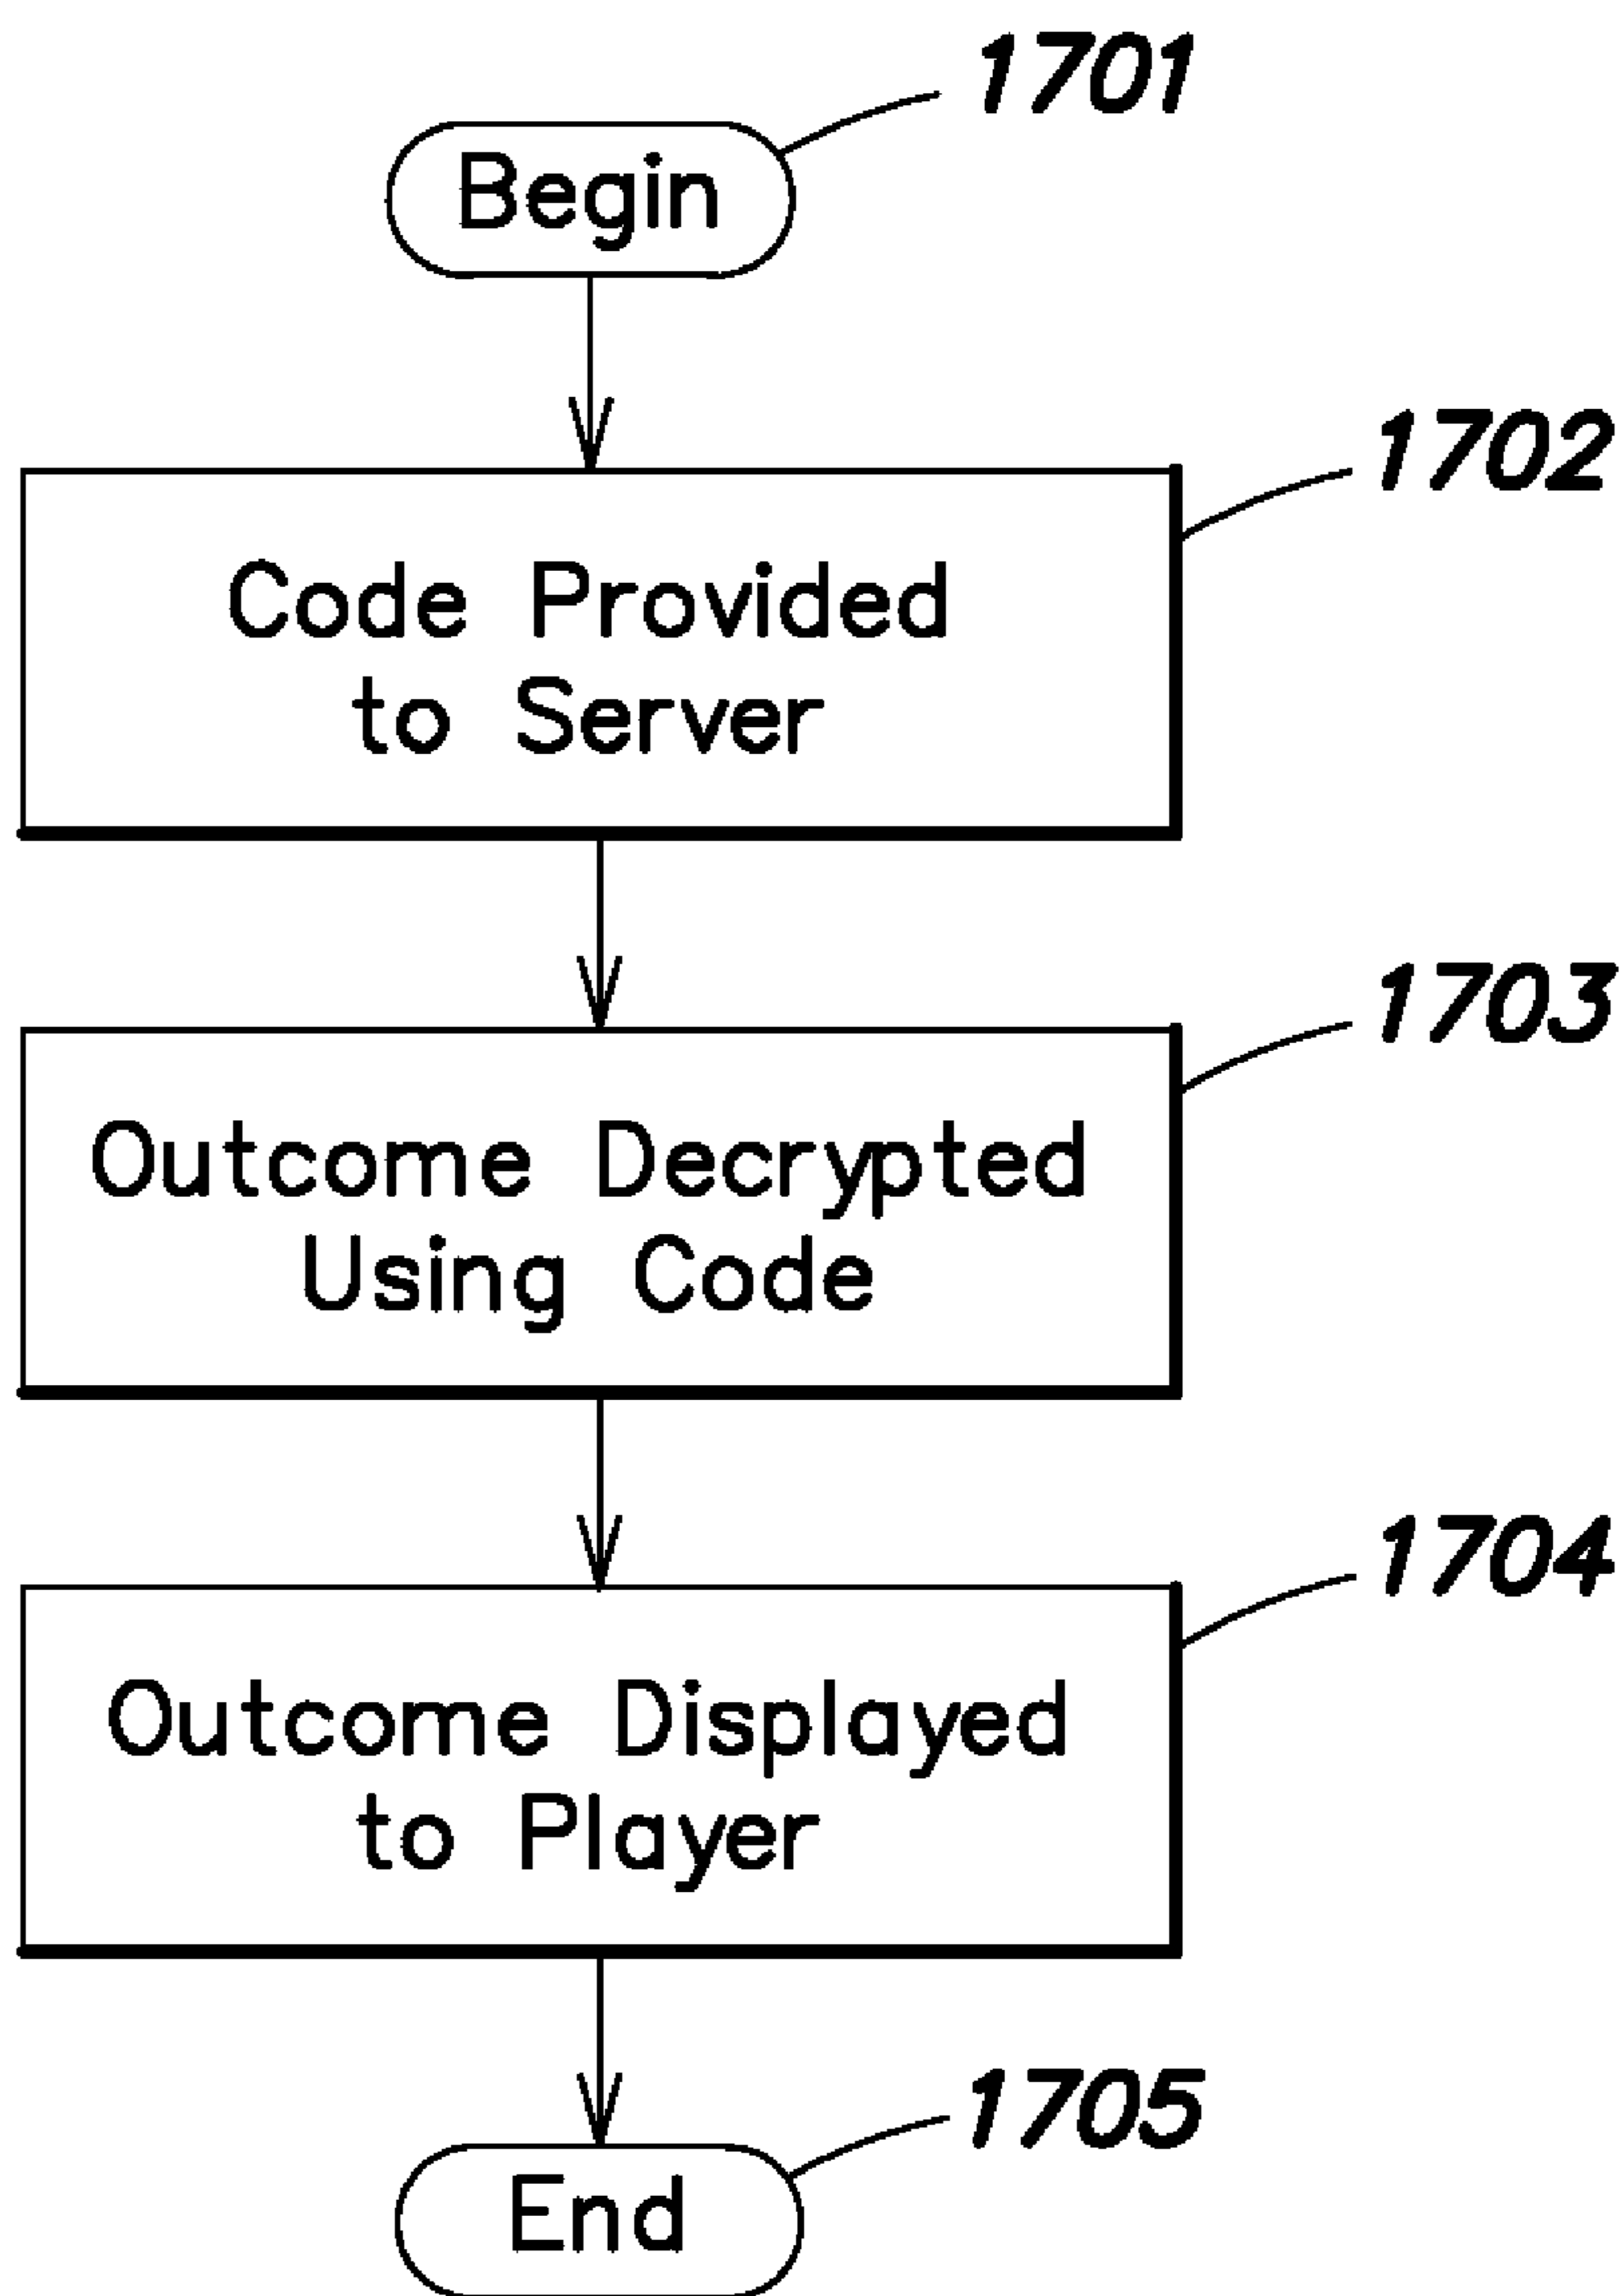 1701
Begin
1702
Code Provided
to Server
1703
Outcome Decrypted
Using Code
1704
Outcome Displayed
to Player
1705
End